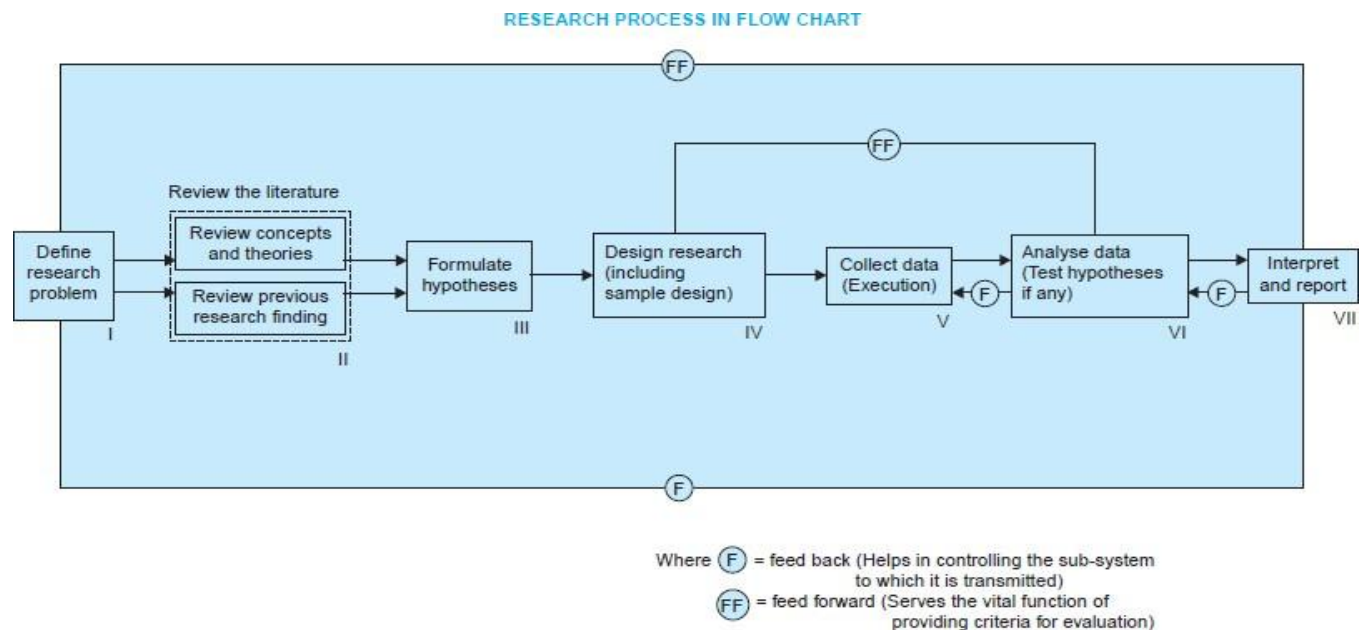 RESEARCH PROCESS IN FLOW CHART
FF
FF
Review the literature
Define
research
problem
I
Review concepts
and theories
Review previous
research finding
II
Formulate
hypotheses
III
Design research
(including
sample design)
IV
Collect data
(Execution)
V
F
Analyse data
(Test hypotheses
if any)
VI
F
Interpret
and report
VII
F
Where F = feed back (Helps in controlling the sub-system
to which it is transmitted)
FF = feed forward (Serves the vital function of
providing criteria for evaluation)